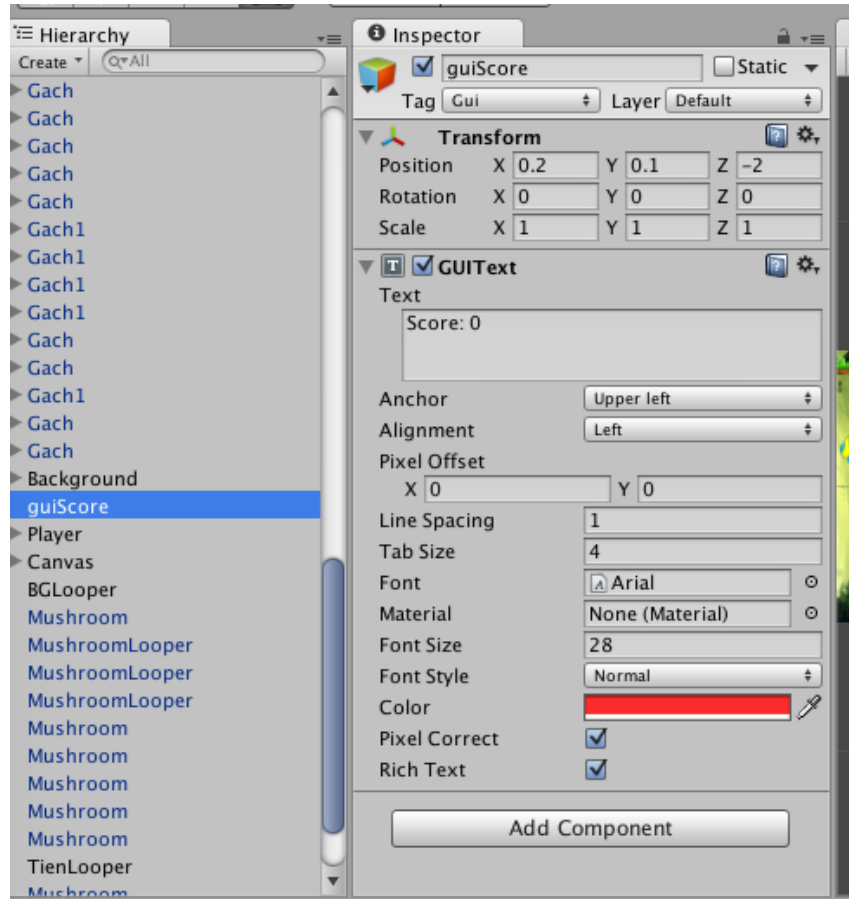 Hierarchy
Create All
Gach
Gach
Gach
Gach
Gach
Gach1
Gach1
Gach1
Gach1
Gach
Gach
Gach1
Gach
Gach
Background
guiScore
Player
Canvas
BGLooper
Mushroom
MushroomLooper
MushroomLooper
MushroomLooper
Mushroom
Mushroom
Mushroom
Mushroom
Mushroom
TienLooper
Mushroom
Inspector
guiScore Static
Tag Gui Layer Default
Transform
Position X 0.2 Y 0.1 Z -2
Rotation X 0 Y 0 Z 0
Scale X 1 Y 1 Z 1
T GUIText
Text
Score: 0
Anchor Upper left
Alignment Left
Pixel Offset
X 0 Y 0
Line Spacing 1
Tab Size 4
Font Arial
Material None (Material)
Font Size 28
Font Style Normal
Color
Pixel Correct
Rich Text
Add Component